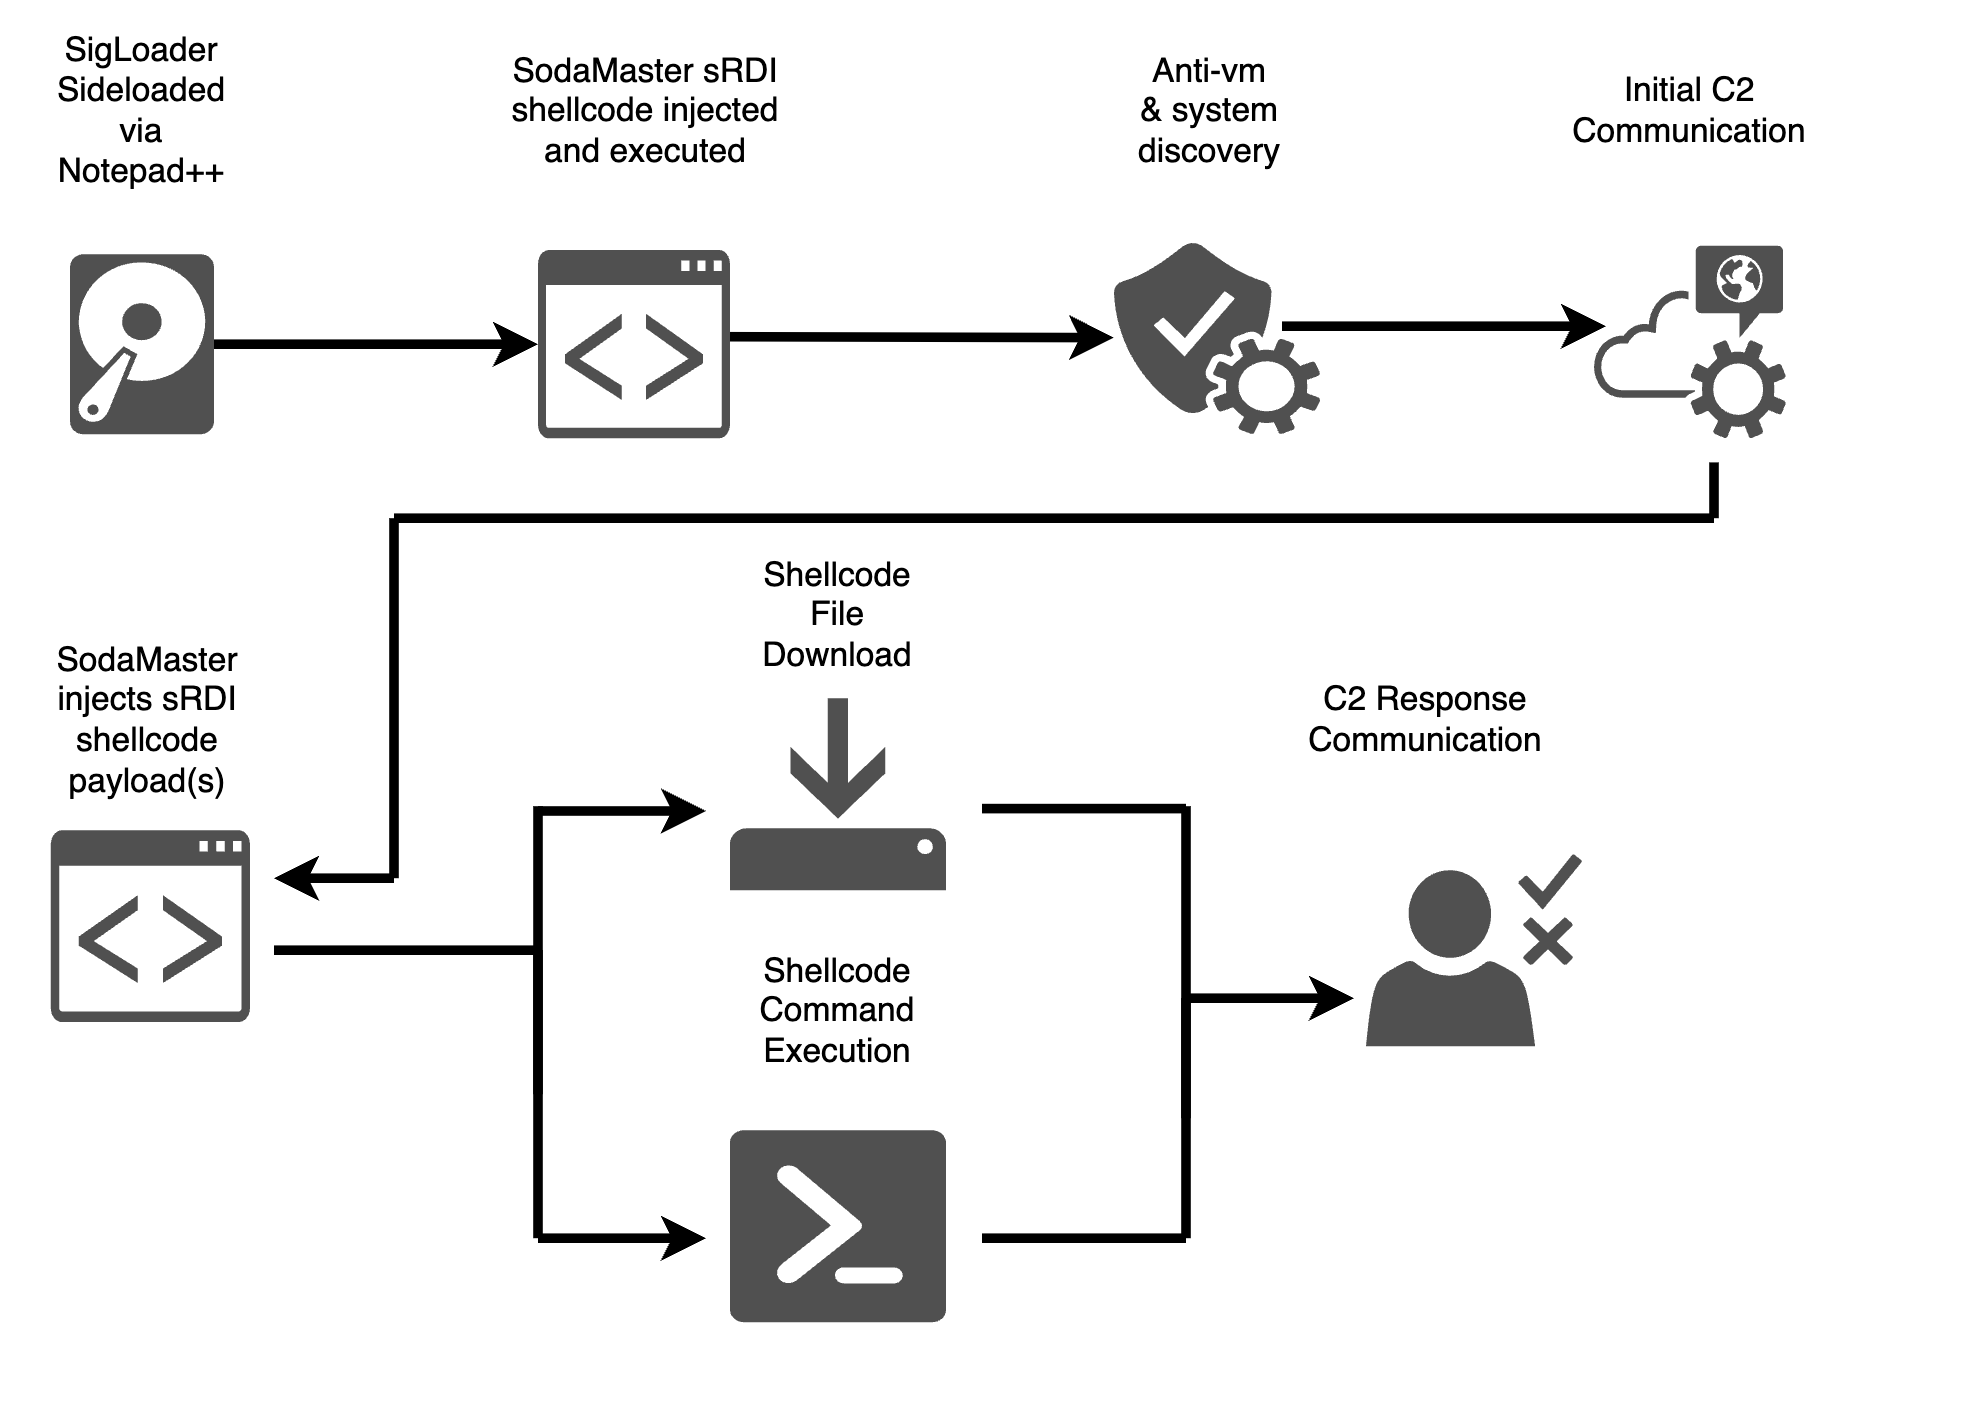 SigLoader
Sideloaded
via
Notepad++
SodaMaster sRDI
shellcode injected
and executed
Anti-vm
& system
discovery
Initial C2
Communication
Shellcode
File
Download
SodaMaster
injects sRDI
shellcode
payload(s)
C2 Response
Communication
Shellcode
Command
Execution